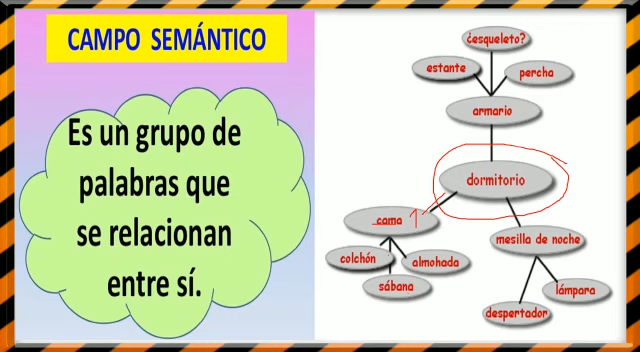 CAMPO SEMÁNTICO
Es un grupo de
palabras que
se relacionan
entre sí.
¿esqueleto?
estante
percha
armario
dormitorio
cama
mesilla de noche
colchón
almohada
sábana
lámpara
despertador